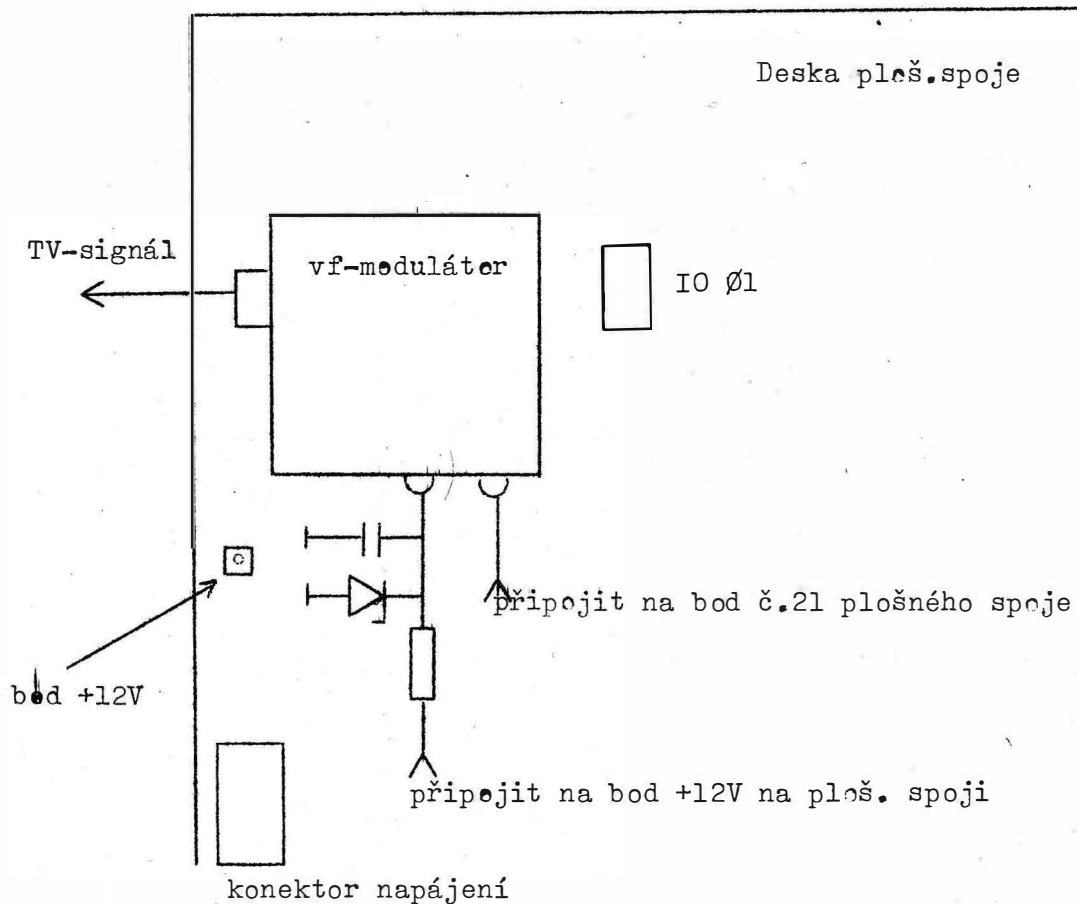 Deska ploš.spoje
TV-signál
vf-modulátor
IO Ø1
připojit na bod č.21 plošného spoje
bod +12V
připojit na bod +12V na ploš. spoji
konektor napájení